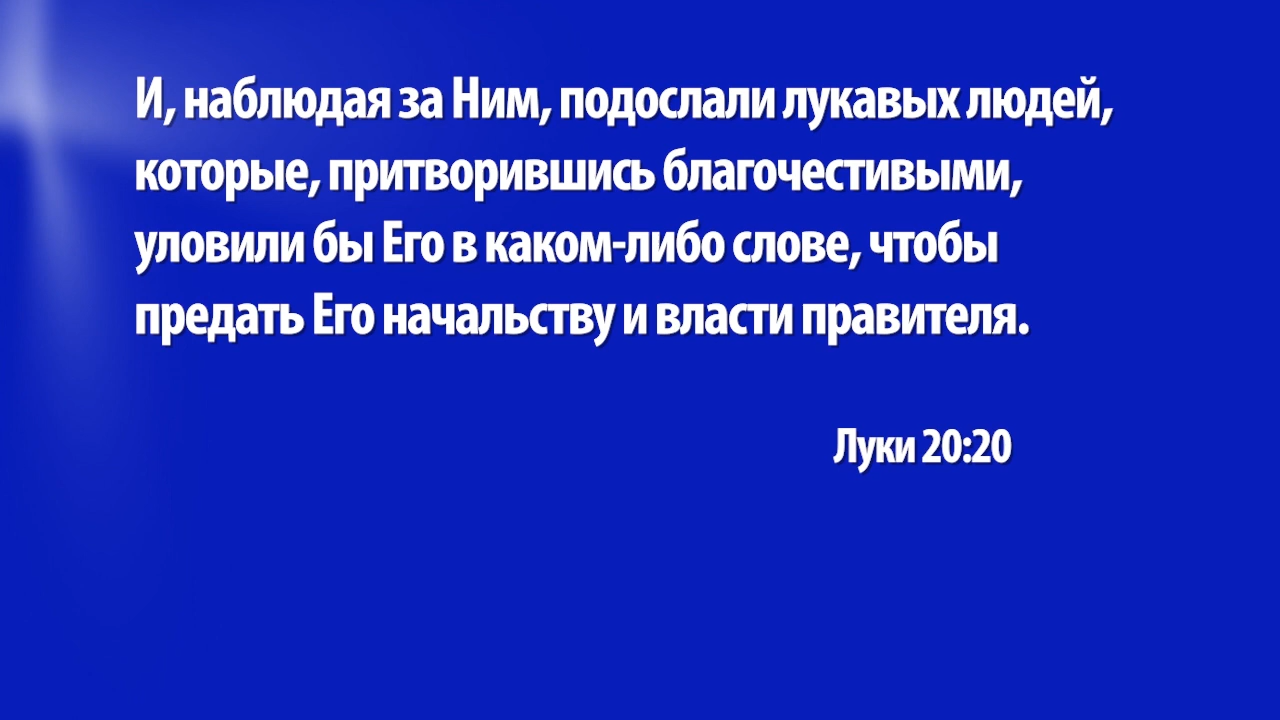 И, наблюдая за Ним, подослали лукавых людей,
которые, притворившись благочестивыми,
уловили бы Его в каком-либо слове, чтобы
предать Его начальству и власти правителя.
Луки 20:20